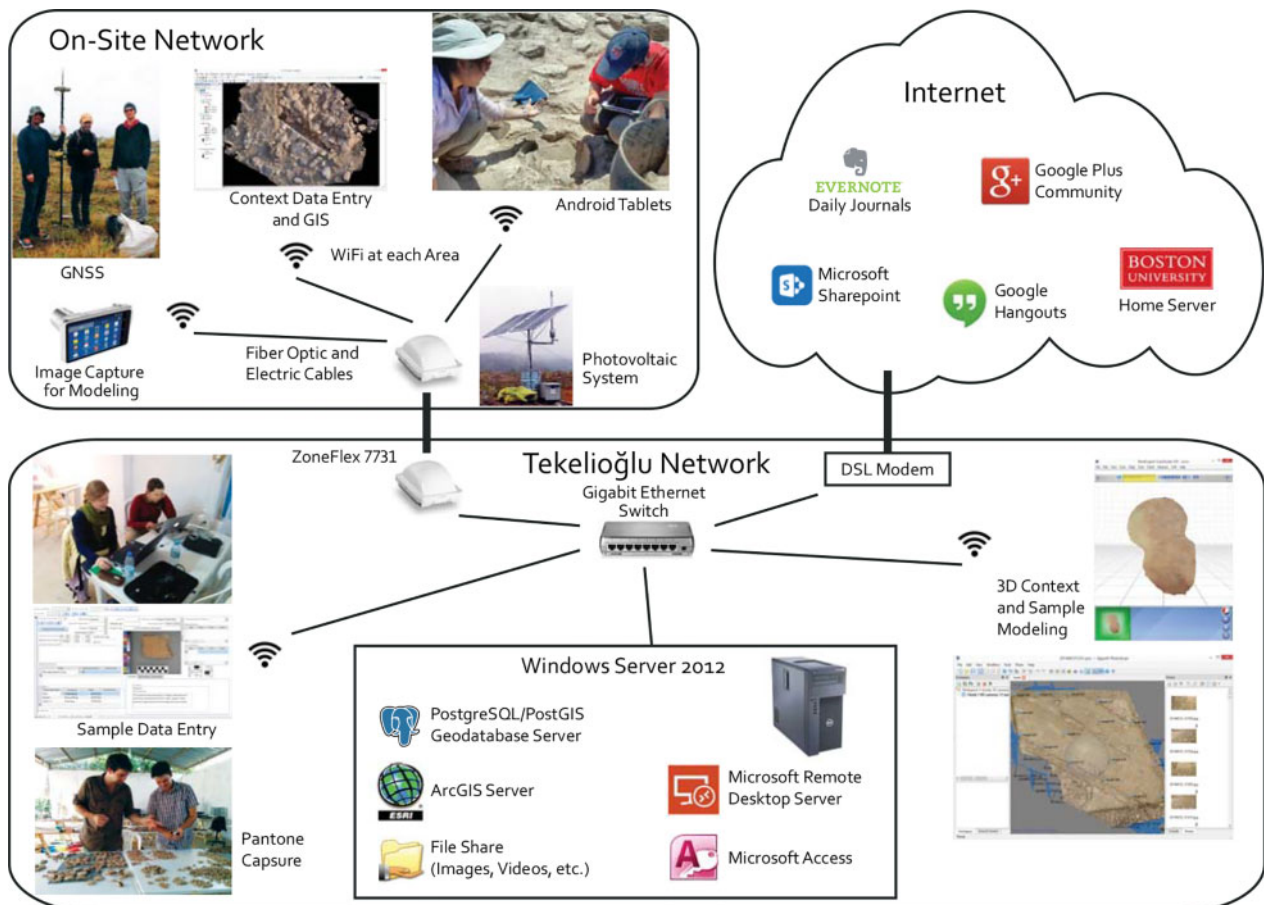 On-Site Network
Context Data Entry
and GIS
Android Tablets
GNSS
WiFi at each Area
Image Capture
for Modeling
Fiber Optic and
Electric Cables
Photovoltaic
System
Internet
EVERNOTE
Daily Journals
g+
Google Plus
Community
Microsoft
Sharepoint
Google
Hangouts
BOSTON
UNIVERSITY
Home Server
Tekelioğlu Network
ZoneFlex 7731
Gigabit Ethernet
Switch
DSL Modem
Sample Data Entry
Pantone
Capsure
3D Context
and Sample
Modeling
Windows Server 2012
PostgreSQL/PostGIS
Geodatabase Server
ESRI
ArcGIS Server
File Share
(Images, Videos, etc.)
Microsoft Remote
Desktop Server
A
Microsoft Access